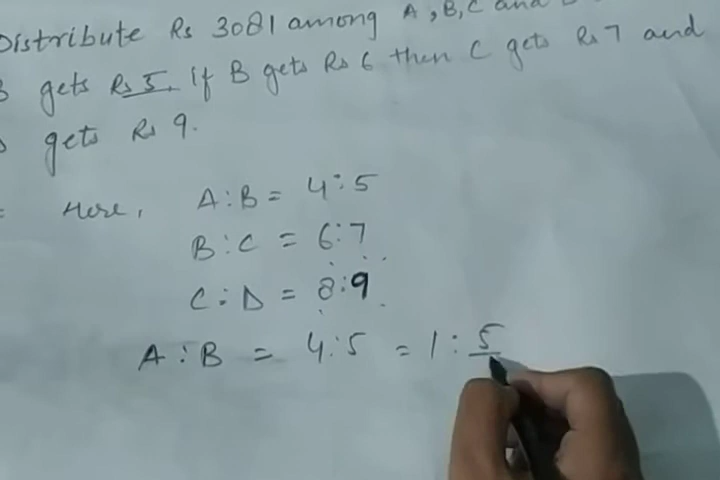 Distribute Rs 3081 among A, B, C and
B gets Rs 5. if B gets Rs 6 then C gets Rs 7 and
gets Rs 9.
Here, A : B = 4 : 5
B : C = 6 : 7
C : D = 8 : 9
A : B = 4 : 5 = 1 : 5